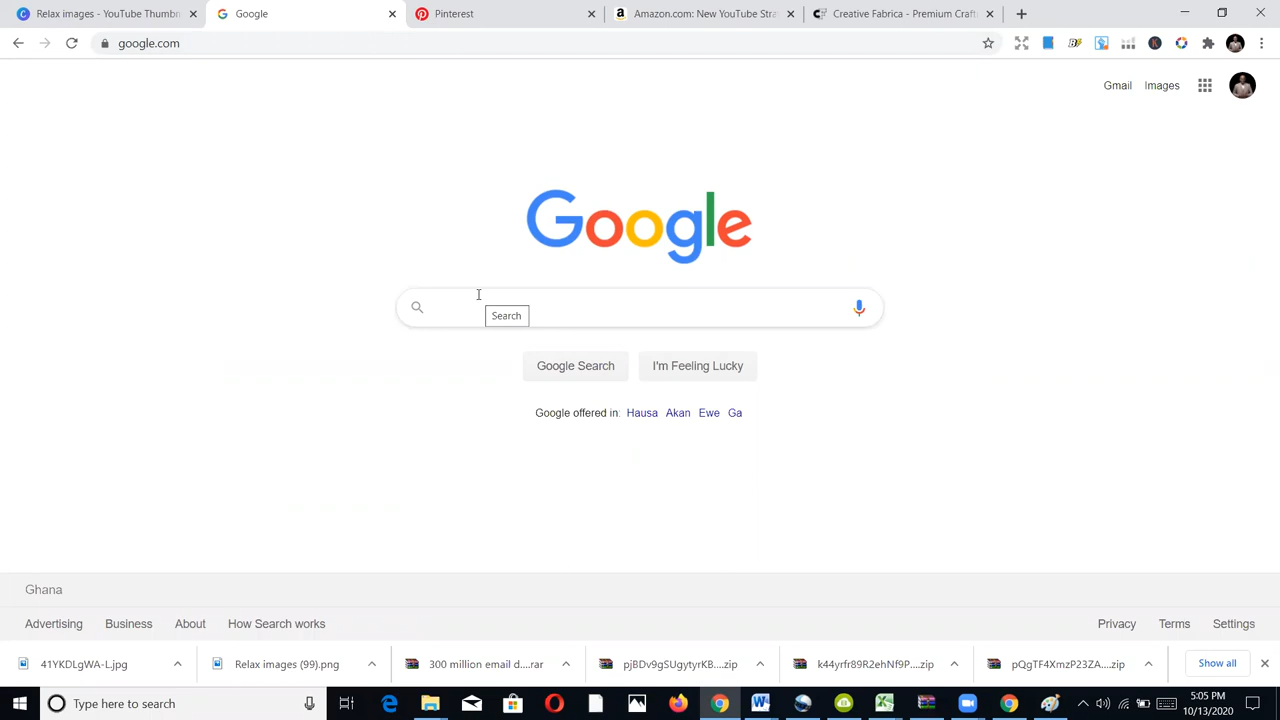 Relax images - YouTube Thumbn
Google
Pinterest
Amazon.com: New YouTube Stra
Creative Fabrica - Premium Craft
google.com
Gmail
Images
Google
Search
Google Search
I'm Feeling Lucky
Google offered in: Hausa Akan Ewe Ga
Ghana
Advertising Business About How Search works
Privacy Terms Settings
41YKDLgWA-L.jpg
Relax images (99).png
300 million email d....rar
pjBDv9gSUgytyrKB....zip
k44yrfr89R2ehNf9P....zip
pQGTF4XmzP23ZA....zip
Show all
Type here to search
5:05 PM
10/13/2020